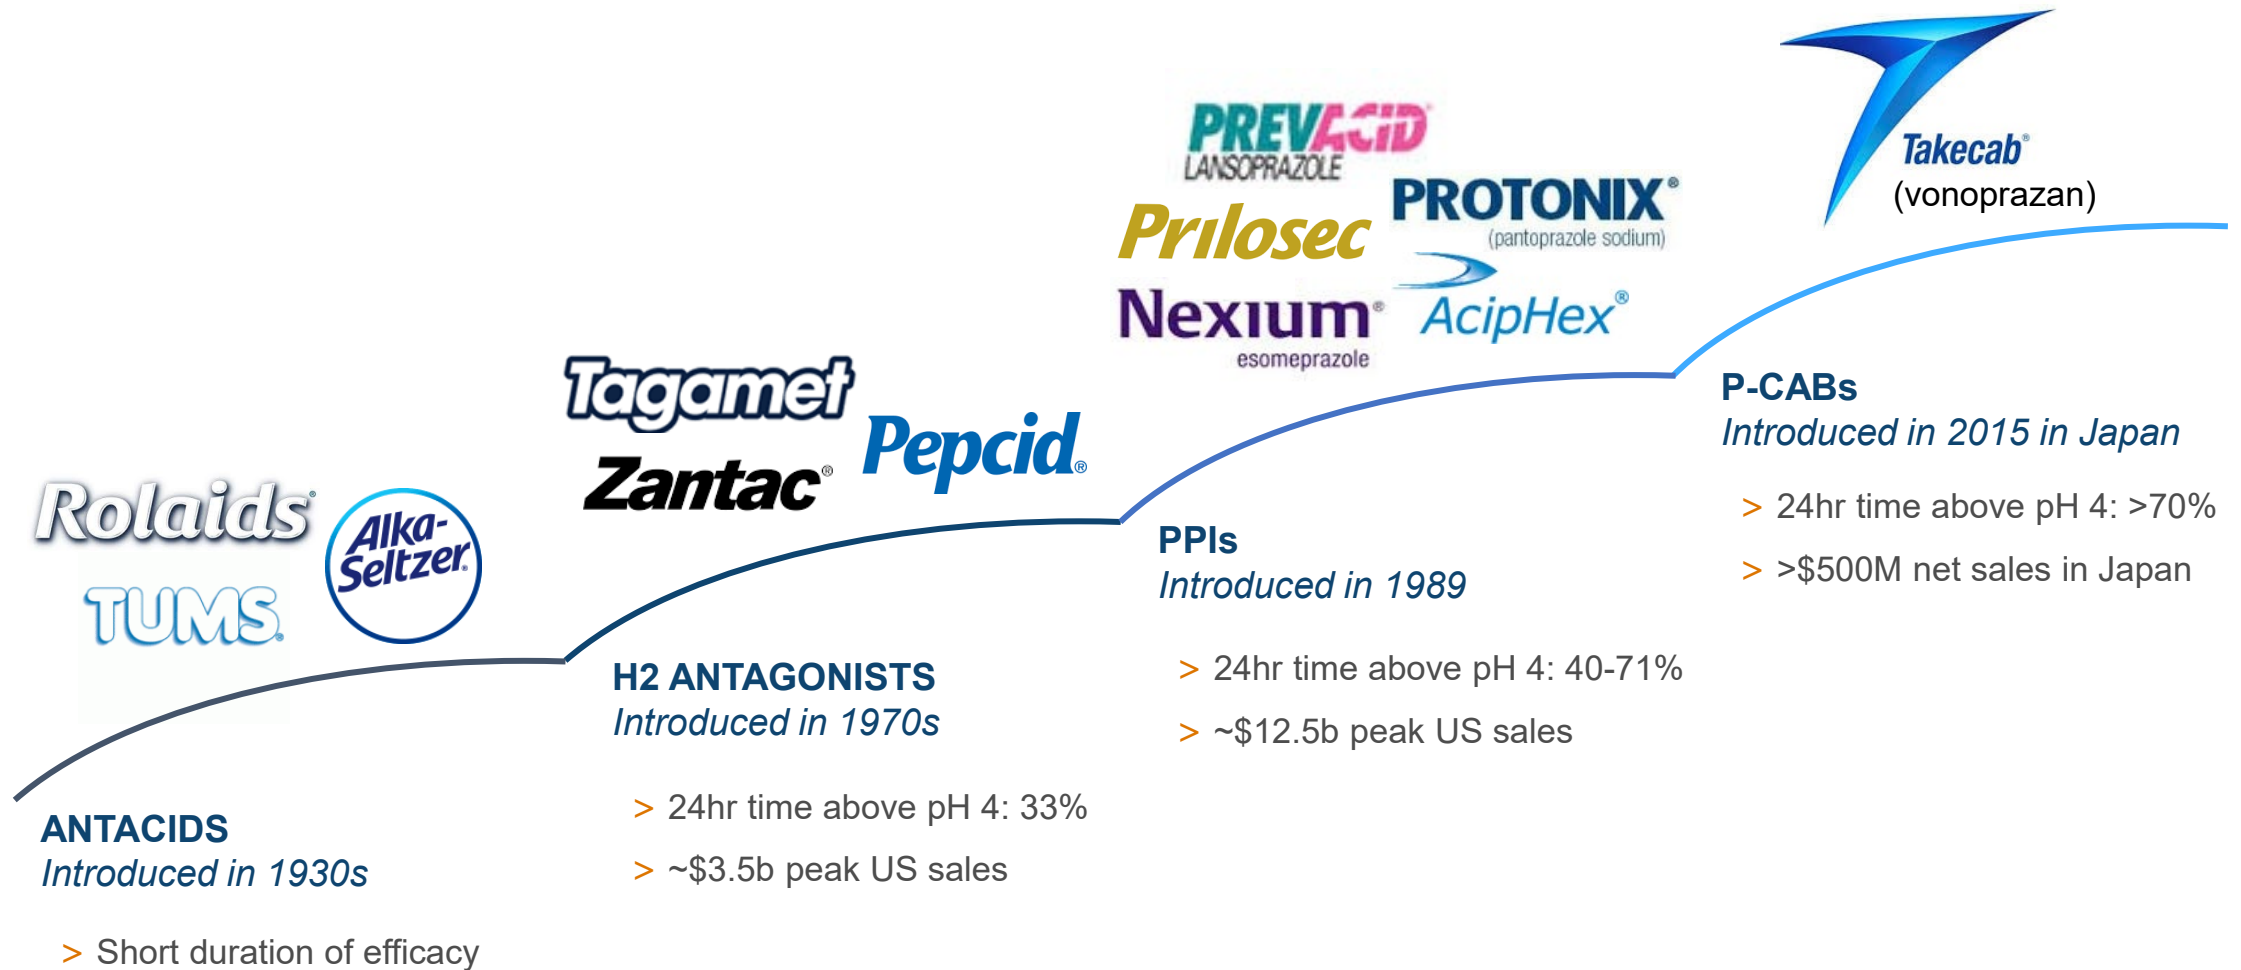 Rolaids®
TUMS®
Alka-
Seltzer®
ANTACIDS
Introduced in 1930s
> Short duration of efficacy
Tagamet
Zantac®
Pepcid®
H2 ANTAGONISTS
Introduced in 1970s
> 24hr time above pH 4: 33%
> ~$3.5b peak US sales
PREVACID®
LANSOPRAZOLE
Prilosec
Nexium®
esomeprazole
PROTONIX®
(pantoprazole sodium)
AcipHex®
PPIs
Introduced in 1989
> 24hr time above pH 4: 40-71%
> ~$12.5b peak US sales
Takecab®
(vonoprazan)
P-CABs
Introduced in 2015 in Japan
> 24hr time above pH 4: >70%
> >$500M net sales in Japan